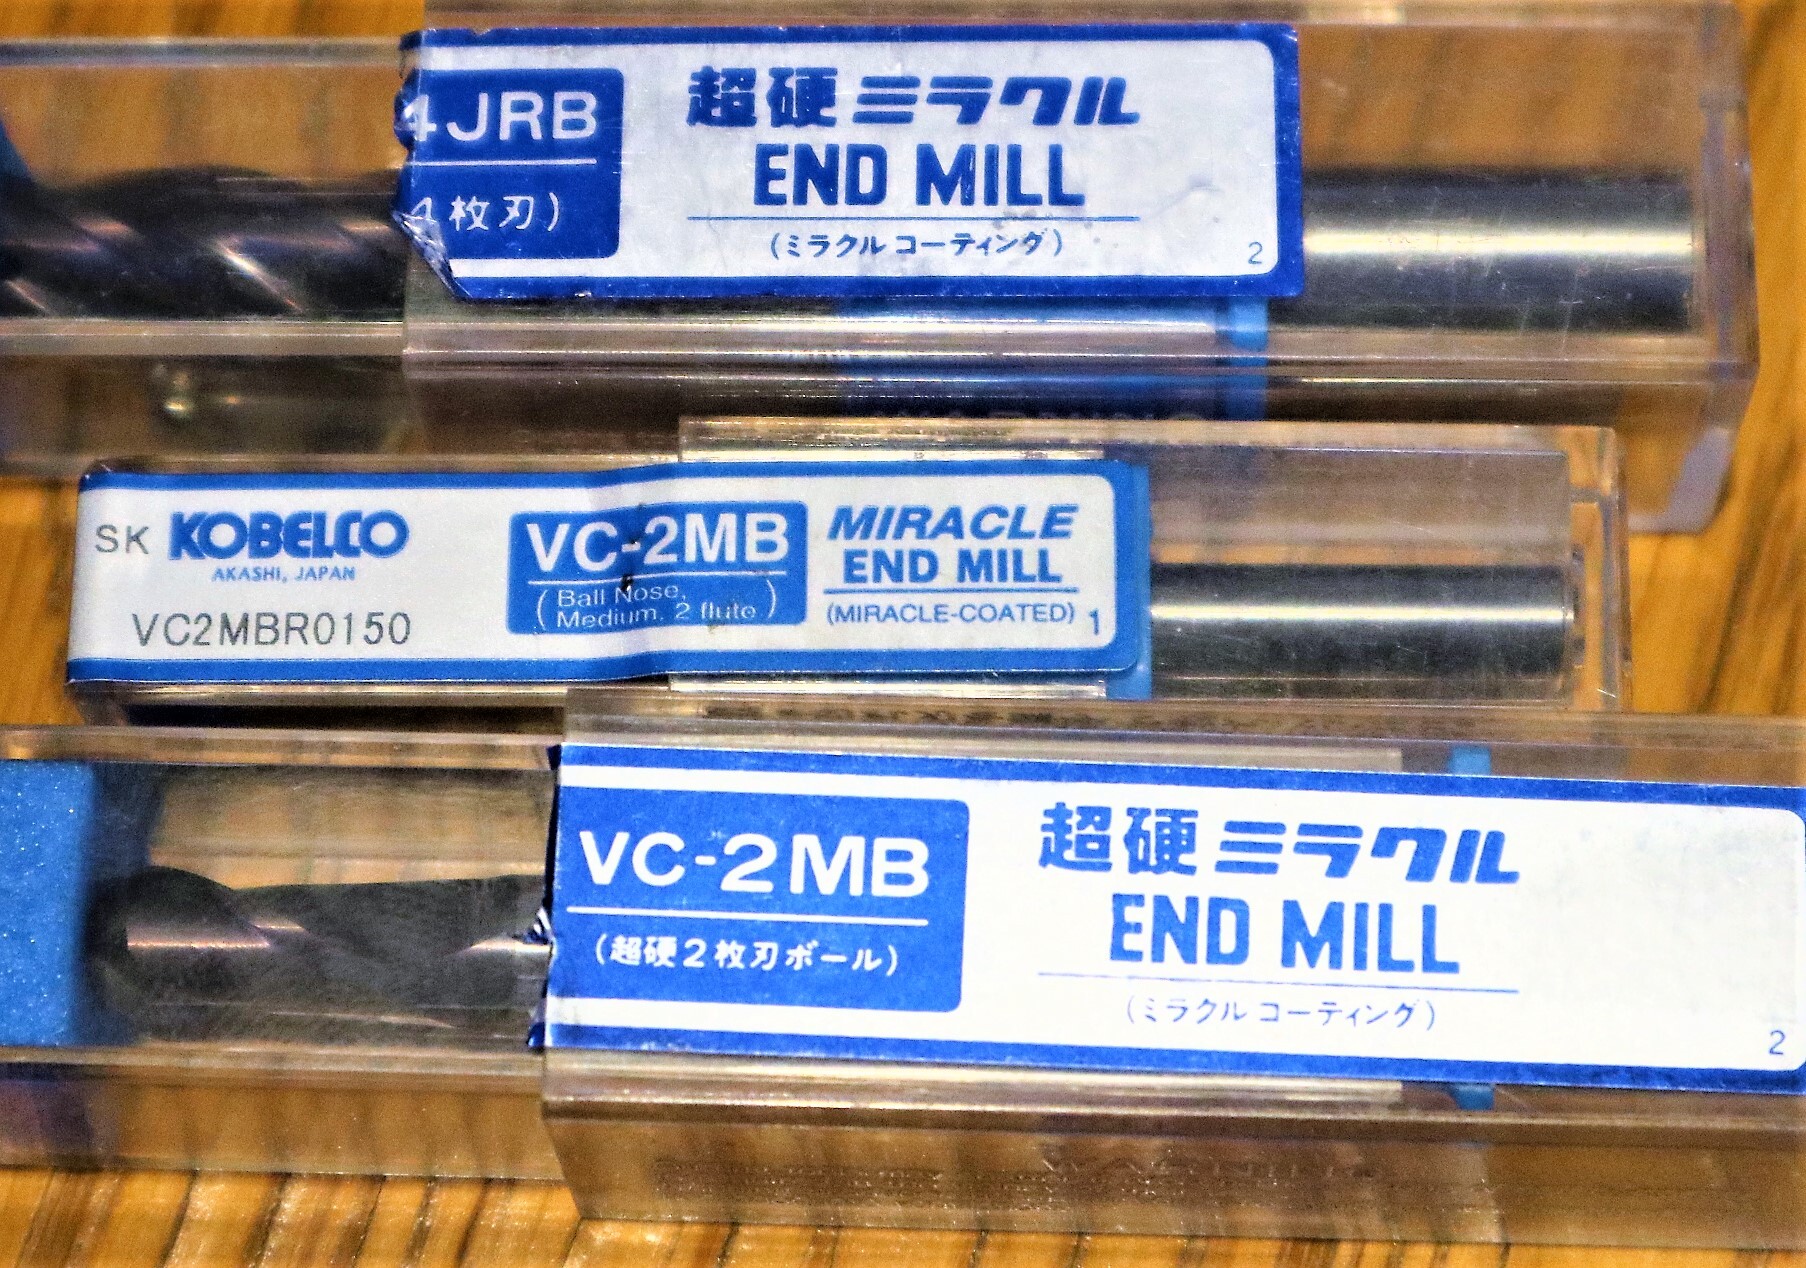 4JRB
4枚刃)
超硬ミラクル
END MILL
(ミラクル コーティング)
2
SK KOBELCO
AKASHI, JAPAN
VC2MBR0150
VC-2MB
(Ball Nose,
Medium. 2 flute)
MIRACLE
END MILL
(MIRACLE-COATED)
1
VC-2MB
(超硬2枚刃ボール)
超硬ミラクル
END MILL
(ミラクル コーティング)
2